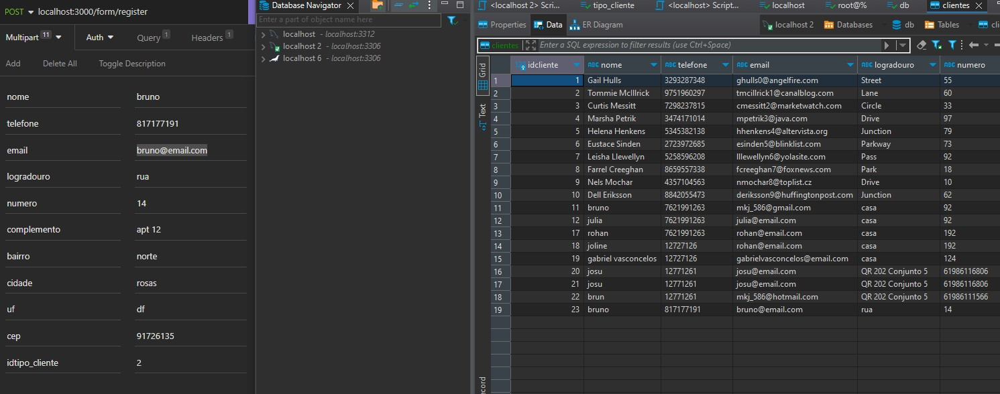 POST localhost:3000/form/register
Multipart 11 Auth Query 1 Headers 1
Add Delete All Toggle Description
nome bruno
telefone 817177191
email bruno@email.com
logradouro rua
numero 14
complemento apt 12
bairro norte
cidade rosas
uf df
cep 91726135
idtipo_cliente 2
Database Navigator
Enter a part of object name here
localhost - localhost:3312
localhost 2 - localhost:3306
localhost 6 - localhost:3306
<localhost 2> Scri... tipo_cliente <localhost> Script... localhost root@% db clientes
Properties Data ER Diagram localhost 2 Databases db Tables cli
clientes Enter a SQL expression to filter results (use Ctrl+Space)
Grid
Text
ecord
idcliente ABC nome ABC telefone ABC email ABC logradouro ABC numero
1 1 Gail Hulls 3293287348 ghulls0@angelfire.com Street 55
2 2 Tommie McIllrick 9751960297 tmcillrick1@canalblog.com Lane 60
3 3 Curtis Messitt 7298237815 cmessitt2@marketwatch.com Circle 33
4 4 Marsha Petrik 3474171014 mpetrik3@java.com Drive 97
5 5 Helena Henkens 5345382138 hhenkens4@altervista.org Junction 79
6 6 Eustace Sinden 2723972685 esinden5@blinklist.com Parkway 73
7 7 Leisha Llewellyn 5258596208 lllewellyn6@yolasite.com Pass 92
8 8 Farrel Creeghan 8659557338 fcreeghan7@foxnews.com Park 18
9 9 Nels Mochar 4357104563 nmochar8@toplist.cz Drive 10
10 10 Dell Eriksson 8842055473 deriksson9@huffingtonpost.com Junction 62
11 11 bruno 7621991263 mkj_586@gmail.com casa 92
12 12 julia 7621991263 julia@email.com casa 92
13 17 rohan 7621991263 rohan@email.com casa 192
14 18 joline 12727126 rohan@email.com casa 192
15 19 gabriel vasconcelos 12727126 gabrielvasconcelos@email.com casa 124
16 20 josu 12771261 josu@email.com QR 202 Conjunto 5 61986116806
17 21 josu 12771261 josu@email.com QR 202 Conjunto 5 61986116806
18 22 brun 12771261 mkj_586@hotmail.com QR 202 Conjunto 5 61986111566
19 23 bruno 817177191 bruno@email.com rua 14